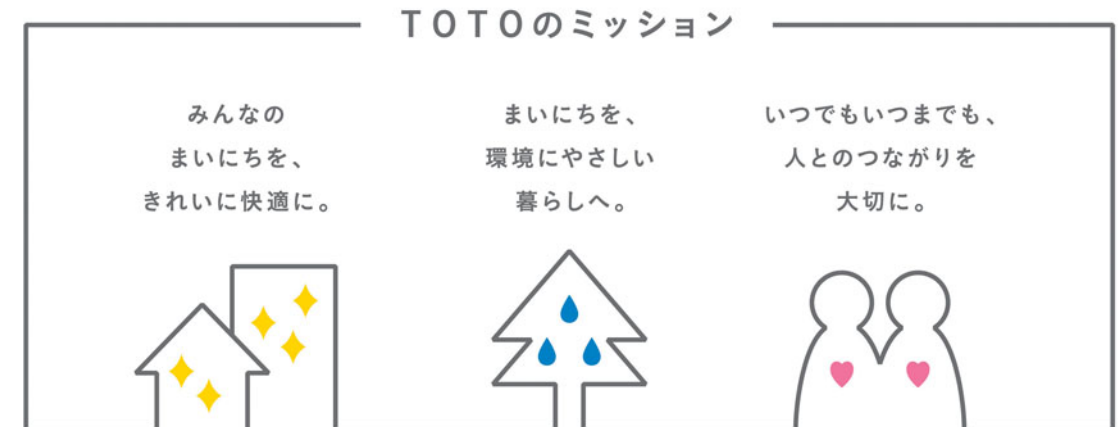 TOTOのミッション
みんなの
まいにちを、
きれいに快適に。
まいにちを、
環境にやさしい
暮らしへ。
いつでもいつまでも、
人とのつながりを
大切に。